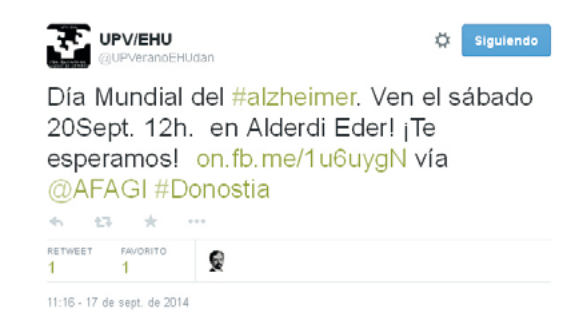 UPV/EHU
@UPVeranoEHUdan
Siguiendo
Día Mundial del #alzheimer. Ven el sábado
20Sept. 12h. en Alderdi Eder! ¡Te
esperamos! on.fb.me/1u6uygN vía
@AFAGI #Donostia
RETWEET FAVORITO
1 1
11:16 - 17 de sept. de 2014